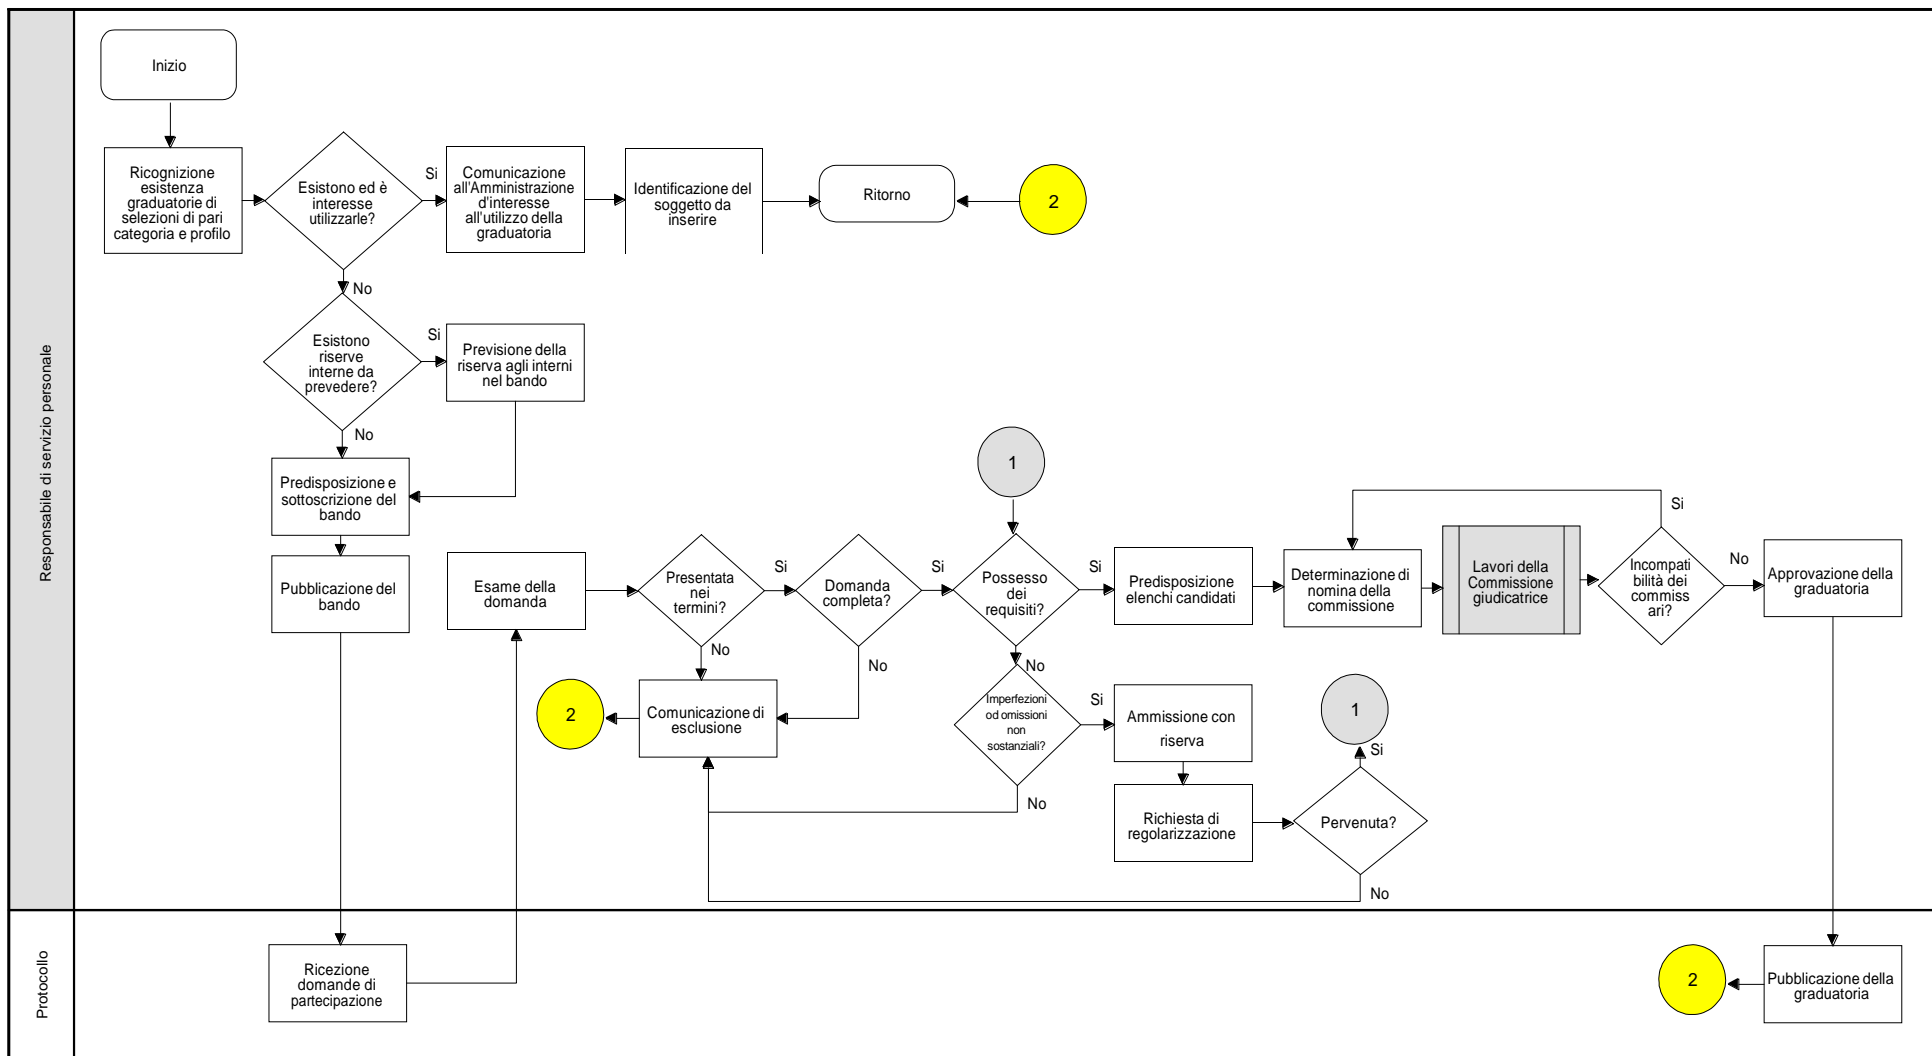 Responsabile di servizio personale
Inizio
Ricognizione
esistenza
graduatorie di
selezioni di pari
categoria e profilo
Esistono ed è
interesse
utilizzarle?
Si
Comunicazione
all'Amministrazione
d'interesse
all'utilizzo della
graduatoria
Identificazione del
soggetto da
inserire
Ritorno
2
No
Esistono
riserve
interne da
prevedere?
Si
Previsione della
riserva agli interni
nel bando
No
Predisposizione e
sottoscrizione del
bando
Pubblicazione del
bando
Esame della
domanda
Presentata
nei
termini?
Si
Domanda
completa?
Si
1
Possesso
dei
requisiti?
Si
Predisposizione
elenchi candidati
Determinazione di
nomina della
commissione
Lavori della
Commissione
giudicatrice
Si
Incompati
bilità dei
commiss
ari?
No
Approvazione della
graduatoria
No
No
No
2
Comunicazione di
esclusione
Imperfezioni
od omissioni
non
sostanziali?
Si
Ammissione con
riserva
1
Si
No
Richiesta di
regolarizzazione
Pervenuta?
No
Protocollo
Ricezione
domande di
partecipazione
2
Pubblicazione della
graduatoria